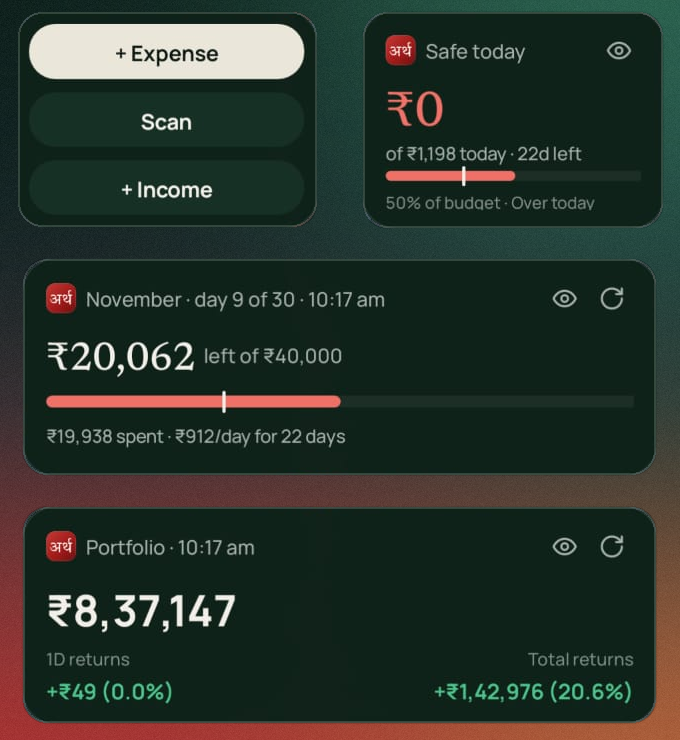 + Expense
Scan
+ Income
अर्थ Safe today
₹0
of ₹1,198 today · 22d left
50% of budget · Over today
अर्थ November · day 9 of 30 · 10:17 am
₹20,062 left of ₹40,000
₹19,938 spent · ₹912/day for 22 days
अर्थ Portfolio · 10:17 am
₹8,37,147
1D returns Total returns
+₹49 (0.0%) +₹1,42,976 (20.6%)